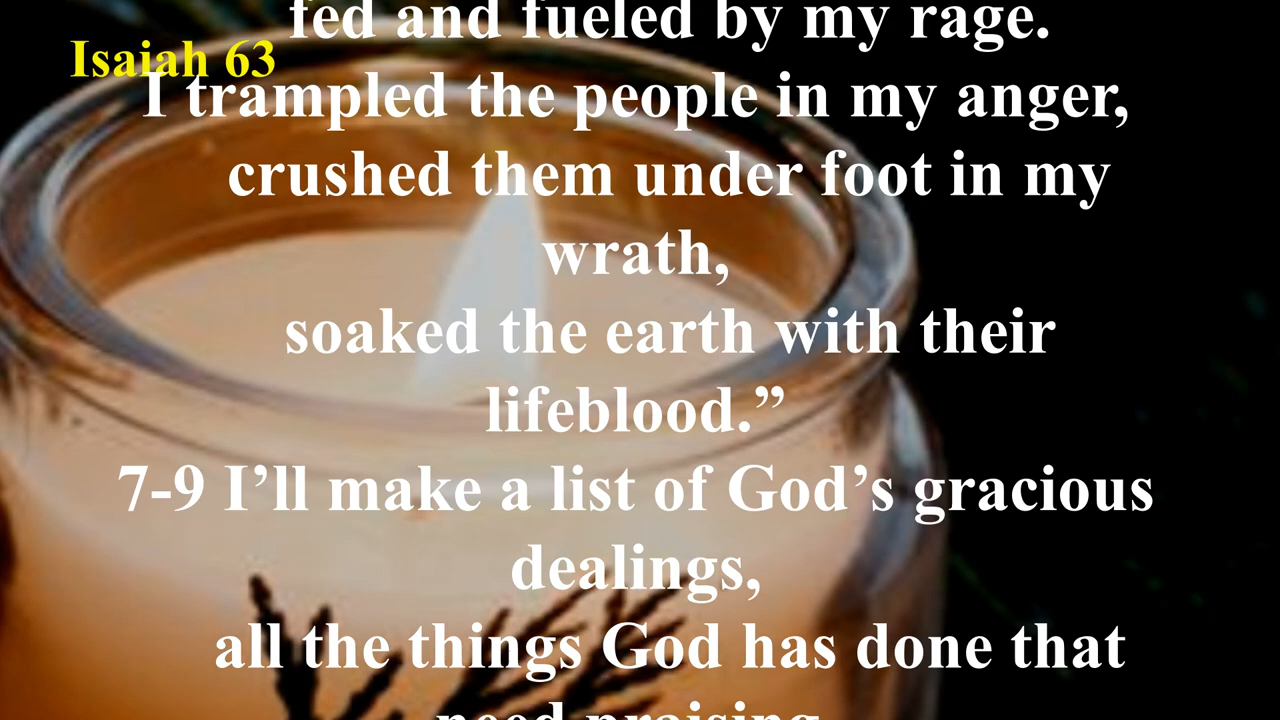 fed and fueled by my rage.
Isaiah 63
I trampled the people in my anger,
crushed them under foot in my
wrath,
soaked the earth with their
lifeblood.”
7-9 I’ll make a list of God’s gracious
dealings,
all the things God has done that
need praising